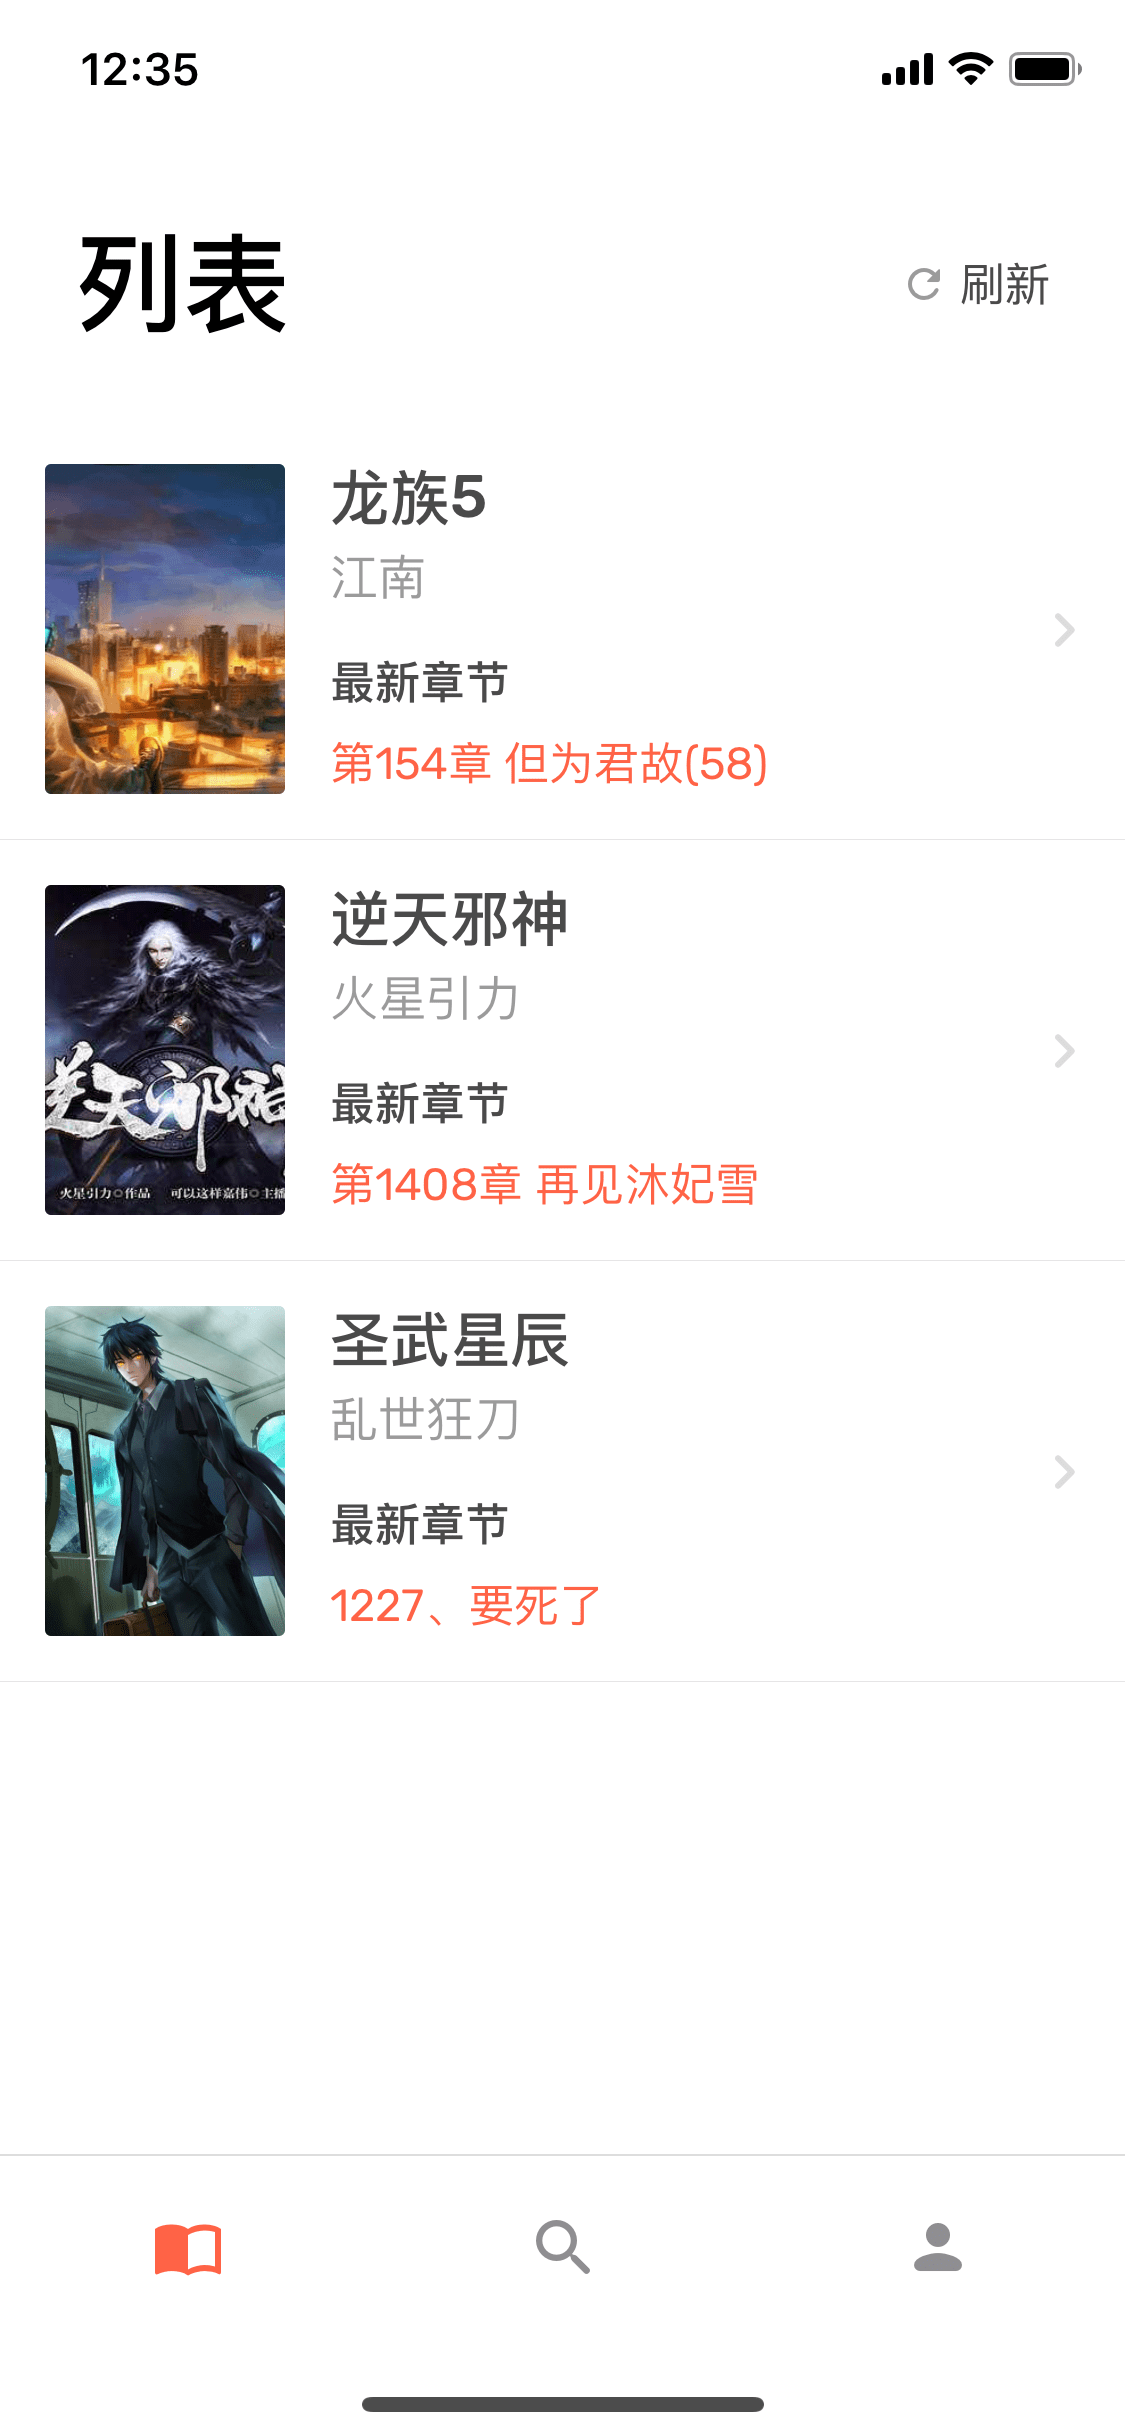 12:35
列表
刷新
龙族5
江南
最新章节
第154章 但为君故(58)
逆天邪神
火星引力◎作品 可以这样嘉伟◎主播
逆天邪神
火星引力
最新章节
第1408章 再见沐妃雪
圣武星辰
乱世狂刀
最新章节
1227、要死了